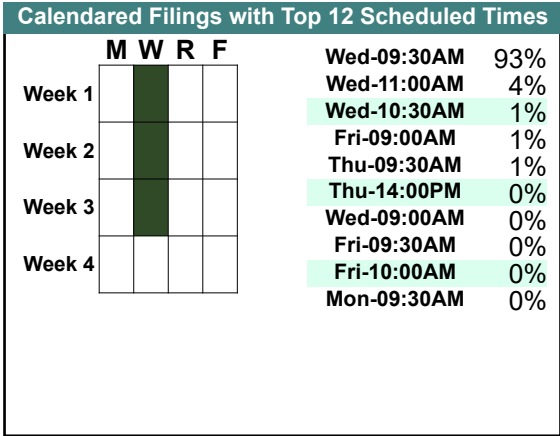 Calendared Filings with Top 12 Scheduled Times
M W R F
Week 1
Week 2
Week 3
Week 4
Wed-09:30AM 93%
Wed-11:00AM 4%
Wed-10:30AM 1%
Fri-09:00AM 1%
Thu-09:30AM 1%
Thu-14:00PM 0%
Wed-09:00AM 0%
Fri-09:30AM 0%
Fri-10:00AM 0%
Mon-09:30AM 0%